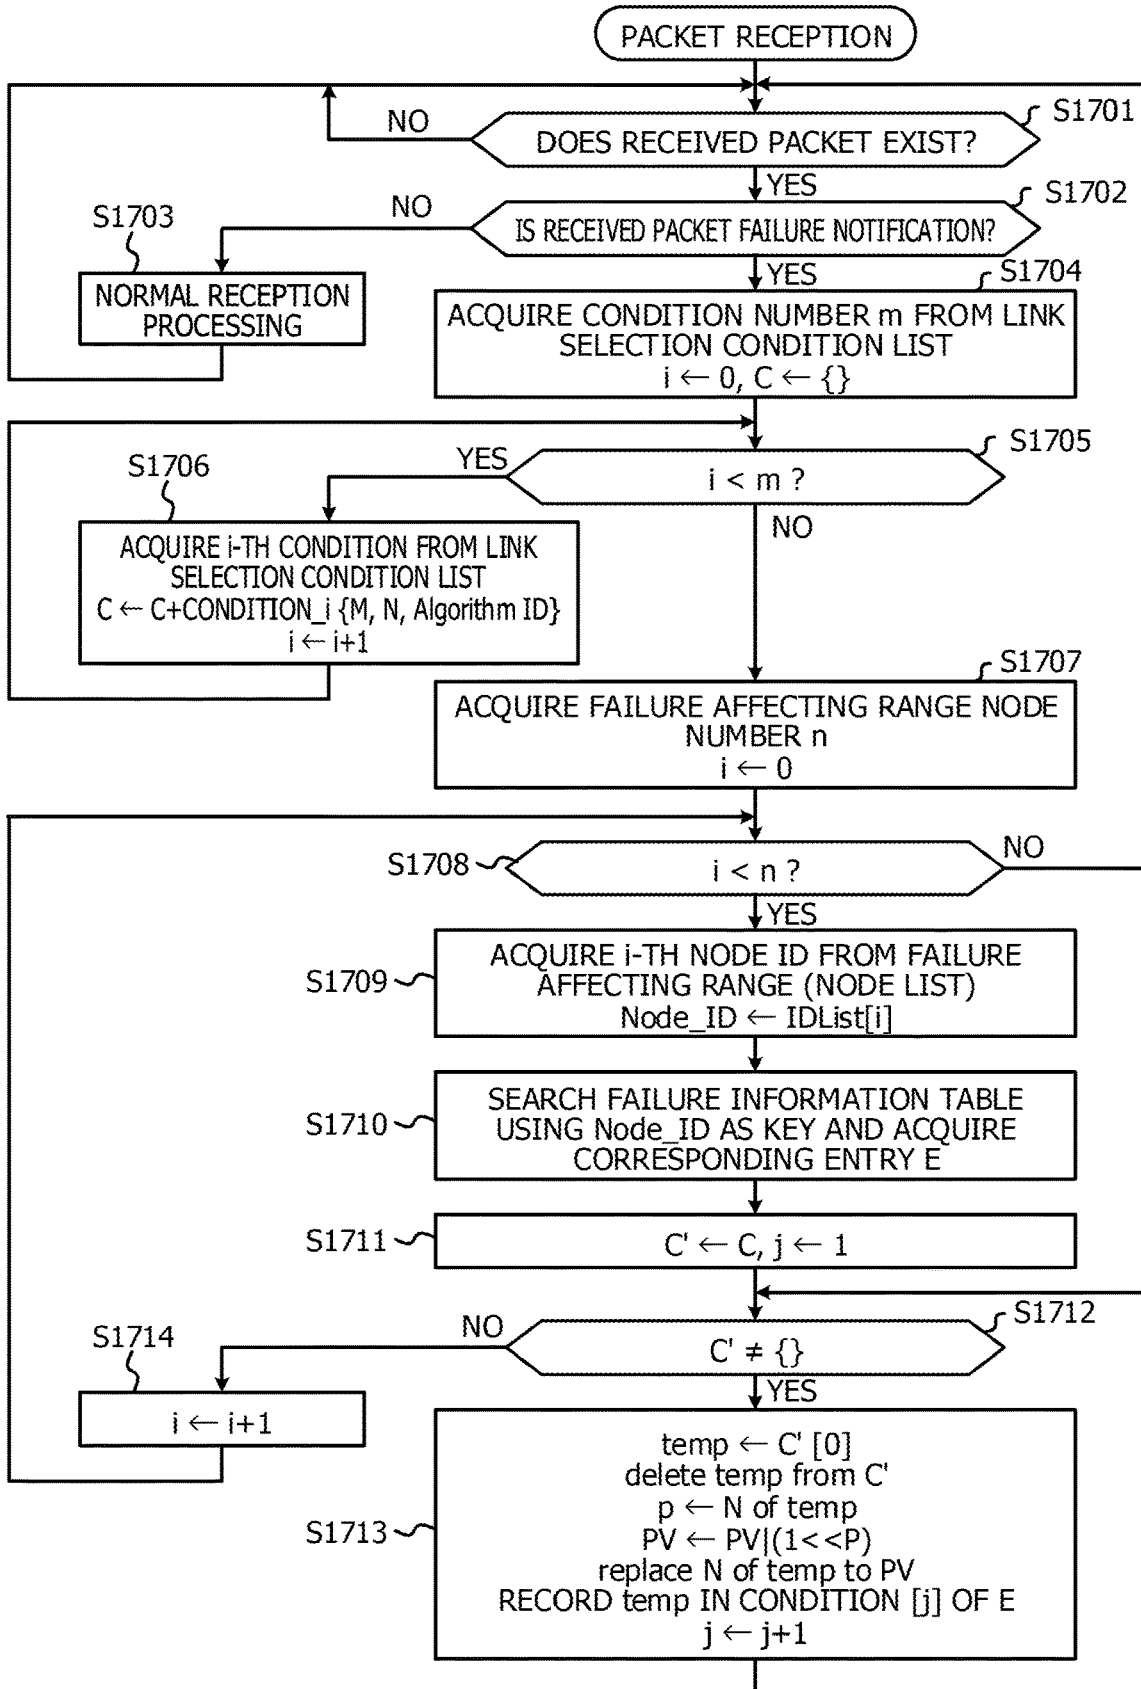 PACKET RECEPTION
S1701
NO
DOES RECEIVED PACKET EXIST?
YES
S1702
S1703
NO
IS RECEIVED PACKET FAILURE NOTIFICATION?
YES
S1704
NORMAL RECEPTION
PROCESSING
ACQUIRE CONDITION NUMBER m FROM LINK
SELECTION CONDITION LIST
i ← 0, C ← {}
S1705
S1706
YES
i < m ?
NO
ACQUIRE i-TH CONDITION FROM LINK
SELECTION CONDITION LIST
C ← C+CONDITION_i {M, N, Algorithm ID}
i ← i+1
S1707
ACQUIRE FAILURE AFFECTING RANGE NODE
NUMBER n
i ← 0
S1708
i < n ?
NO
YES
S1709
ACQUIRE i-TH NODE ID FROM FAILURE
AFFECTING RANGE (NODE LIST)
Node_ID ← IDList[i]
S1710
SEARCH FAILURE INFORMATION TABLE
USING Node_ID AS KEY AND ACQUIRE
CORRESPONDING ENTRY E
S1711
C' ← C, j ← 1
S1712
S1714
NO
C' ≠ {}
YES
i ← i+1
S1713
temp ← C' [0]
delete temp from C'
p ← N of temp
PV ← PV|(1<<P)
replace N of temp to PV
RECORD temp IN CONDITION [j] OF E
j ← j+1